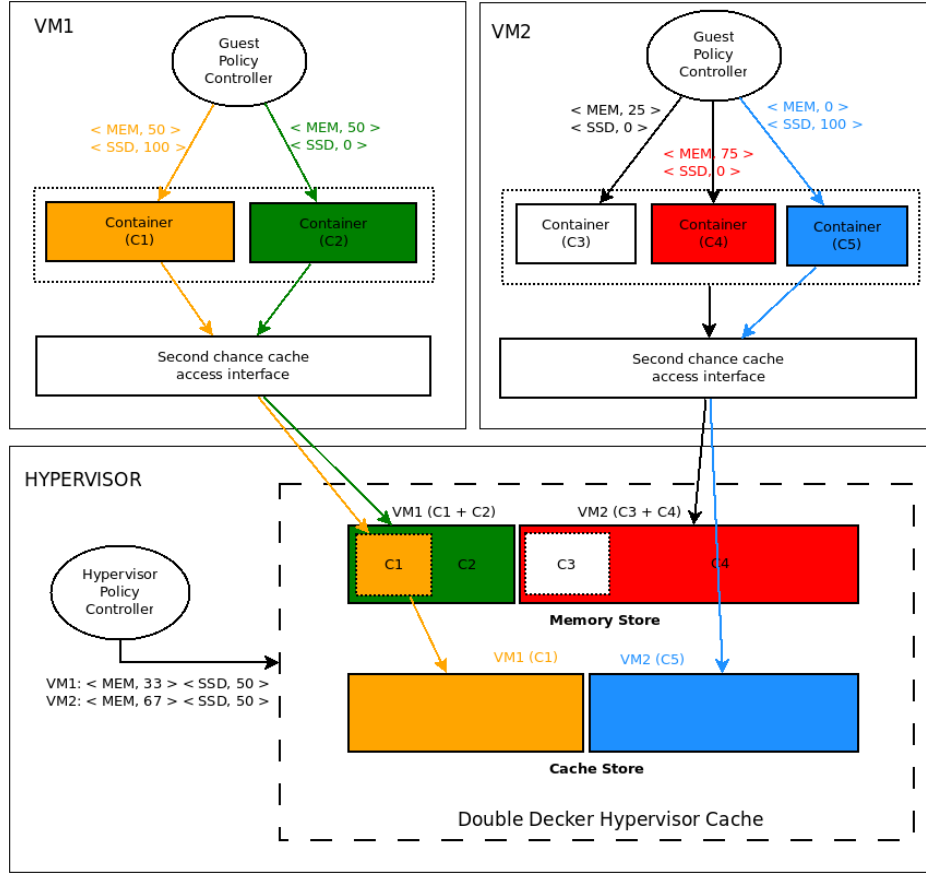 VM1
Guest
Policy
Controller
< MEM, 50 >
< SSD, 100 >
< MEM, 50 >
< SSD, 0 >
Container
(C1)
Container
(C2)
Second chance cache
access interface
VM2
Guest
Policy
Controller
< MEM, 25 >
< SSD, 0 >
< MEM, 75 >
< SSD, 0 >
< MEM, 0 >
< SSD, 100 >
Container
(C3)
Container
(C4)
Container
(C5)
Second chance cache
access interface
HYPERVISOR
Hypervisor
Policy
Controller
VM1: < MEM, 33 > < SSD, 50 >
VM2: < MEM, 67 > < SSD, 50 >
VM1 (C1 + C2)
VM2 (C3 + C4)
C1
C2
C3
C4
Memory Store
VM1 (C1)
VM2 (C5)
Cache Store
Double Decker Hypervisor Cache